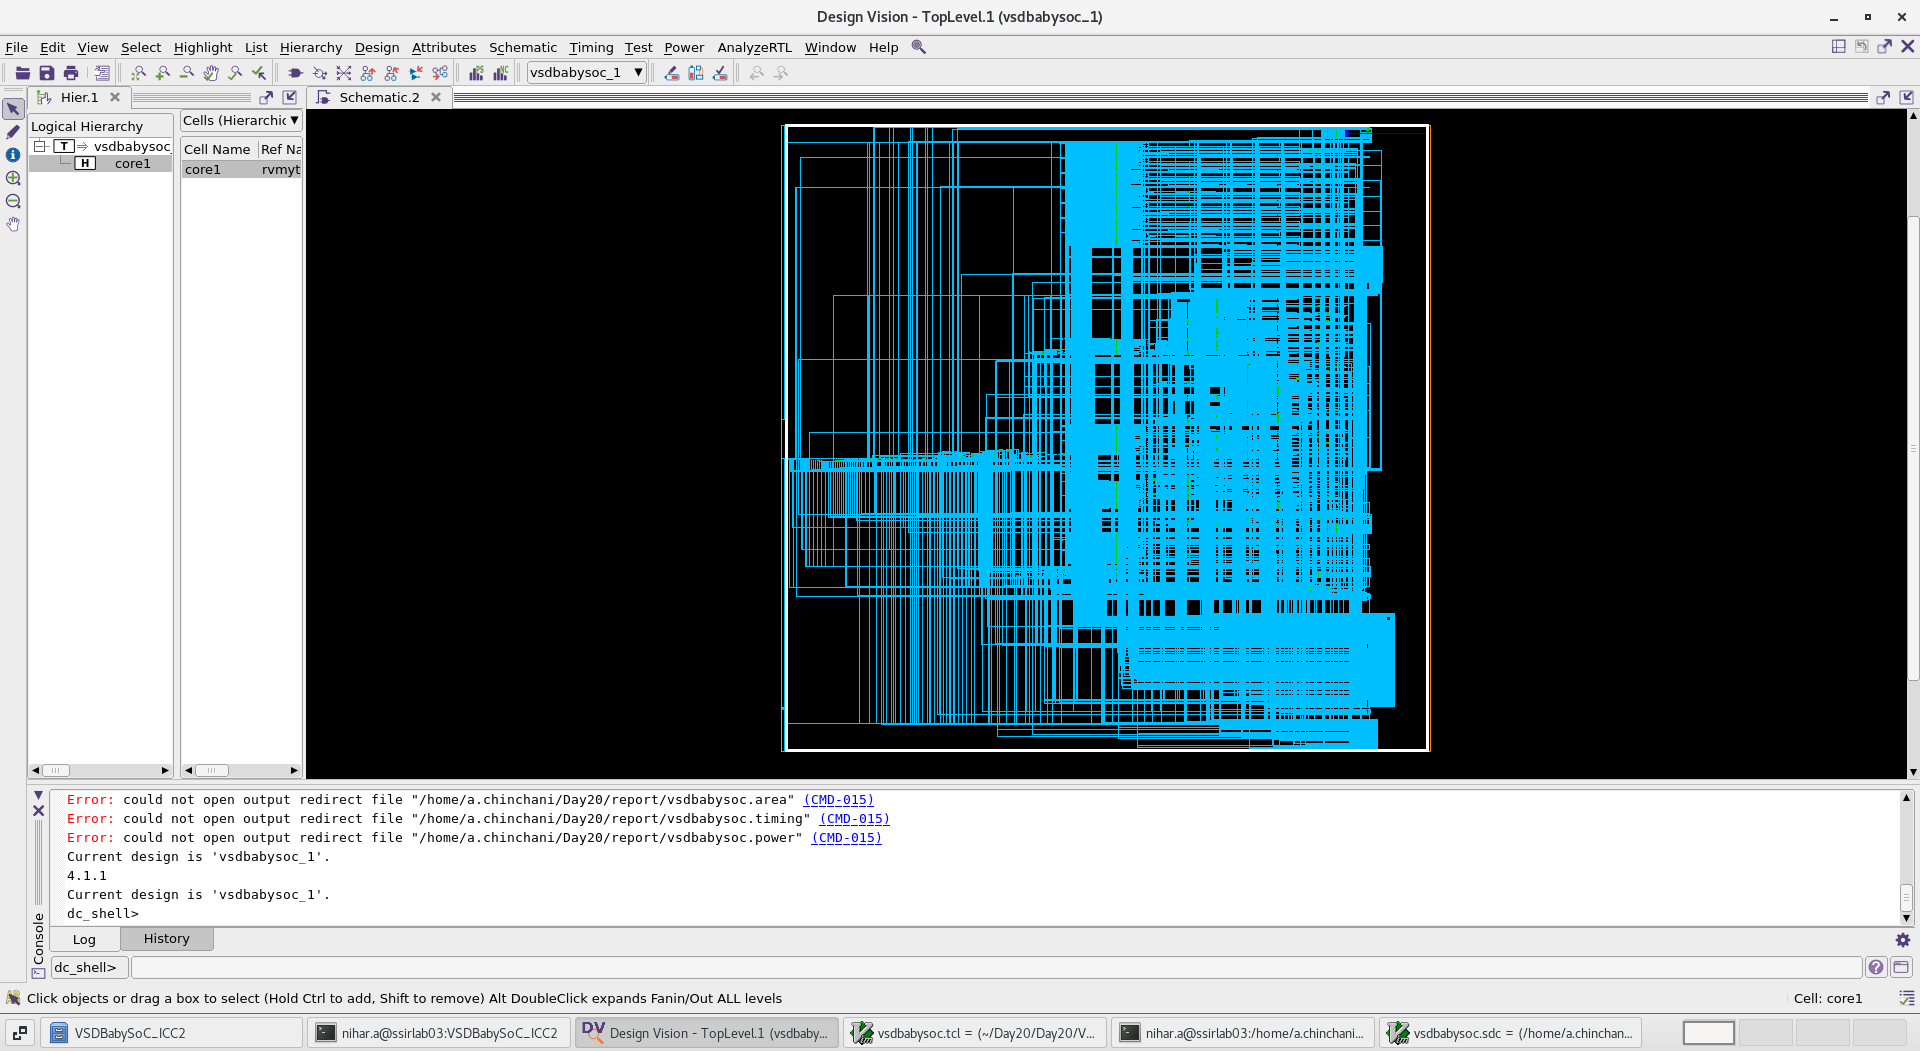 Design Vision - TopLevel.1 (vsdbabysoc_1)
File Edit View Select Highlight List Hierarchy Design Attributes Schematic Timing Test Power AnalyzeRTL Window Help
vsdbabysoc_1
Hier.1
Schematic.2
Logical Hierarchy
T vsdbabysoc_
H core1
Cells (Hierarchic
Cell Name Ref Na
core1 rvmyt
Error: could not open output redirect file "/home/a.chinchani/Day20/report/vsdbabysoc.area" (CMD-015)
Error: could not open output redirect file "/home/a.chinchani/Day20/report/vsdbabysoc.timing" (CMD-015)
Error: could not open output redirect file "/home/a.chinchani/Day20/report/vsdbabysoc.power" (CMD-015)
Current design is 'vsdbabysoc_1'.
4.1.1
Current design is 'vsdbabysoc_1'.
dc_shell>
Console
Log History
dc_shell>
Click objects or drag a box to select (Hold Ctrl to add, Shift to remove) Alt DoubleClick expands Fanin/Out ALL levels
Cell: core1
VSDBabySoC_ICC2
nihar.a@ssirlab03:VSDBabySoC_ICC2
Design Vision - TopLevel.1 (vsdbaby...
vsdbabysoc.tcl = (~/Day20/Day20/V...
nihar.a@ssirlab03:/home/a.chinchani...
vsdbabysoc.sdc = (/home/a.chinchan...